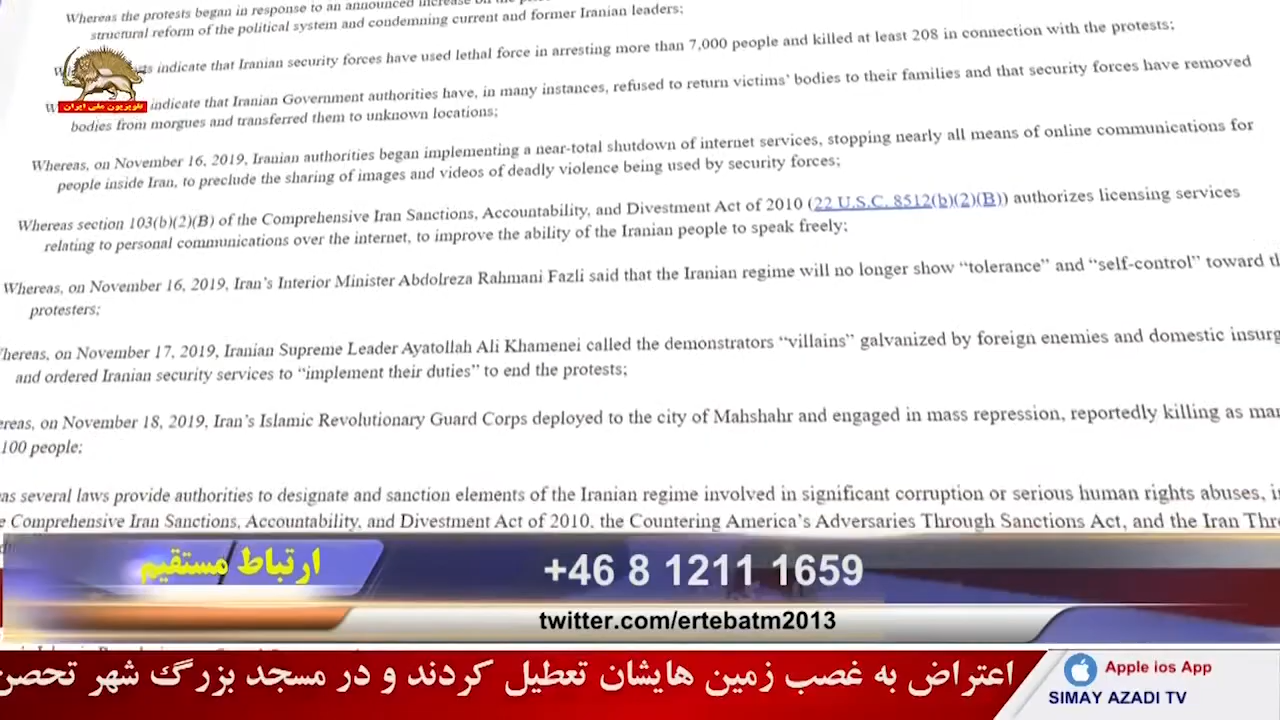 Whereas the protests began in response to an announced increase on the
structural reform of the political system and condemning current and former Iranian leaders;
indicate that Iranian security forces have used lethal force in arresting more than 7,000 people and killed at least 208 in connection with the protests;
indicate that Iranian Government authorities have, in many instances, refused to return victims' bodies to their families and that security forces have removed
bodies from morgues and transferred them to unknown locations;
Whereas, on November 16, 2019, Iranian authorities began implementing a near-total shutdown of internet services, stopping nearly all means of online communications for
people inside Iran, to preclude the sharing of images and videos of deadly violence being used by security forces;
Whereas section 103(b)(2)(B) of the Comprehensive Iran Sanctions, Accountability, and Divestment Act of 2010 (22 U.S.C. 8512(b)(2)(B)) authorizes licensing services
relating to personal communications over the internet, to improve the ability of the Iranian people to speak freely;
Whereas, on November 16, 2019, Iran's Interior Minister Abdolreza Rahmani Fazli said that the Iranian regime will no longer show "tolerance" and "self-control" toward th
protesters;
hereas, on November 17, 2019, Iranian Supreme Leader Ayatollah Ali Khamenei called the demonstrators "villains" galvanized by foreign enemies and domestic insurg
and ordered Iranian security services to "implement their duties" to end the protests;
ereas, on November 18, 2019, Iran's Islamic Revolutionary Guard Corps deployed to the city of Mahshahr and engaged in mass repression, reportedly killing as man
100 people;
as several laws provide authorities to designate and sanction elements of the Iranian regime involved in significant corruption or serious human rights abuses, i
e Comprehensive Iran Sanctions, Accountability, and Divestment Act of 2010, the Countering America's Adversaries Through Sanctions Act, and the Iran Thr
تلویزیون ملی ایران
ارتباط مستقیم
+46 8 1211 1659
twitter.com/ertebatm2013
اعتراض به غصب زمین هایشان تعطیل کردند و در مسجد بزرگ شهر تحصن
Apple ios App
SIMAY AZADI TV